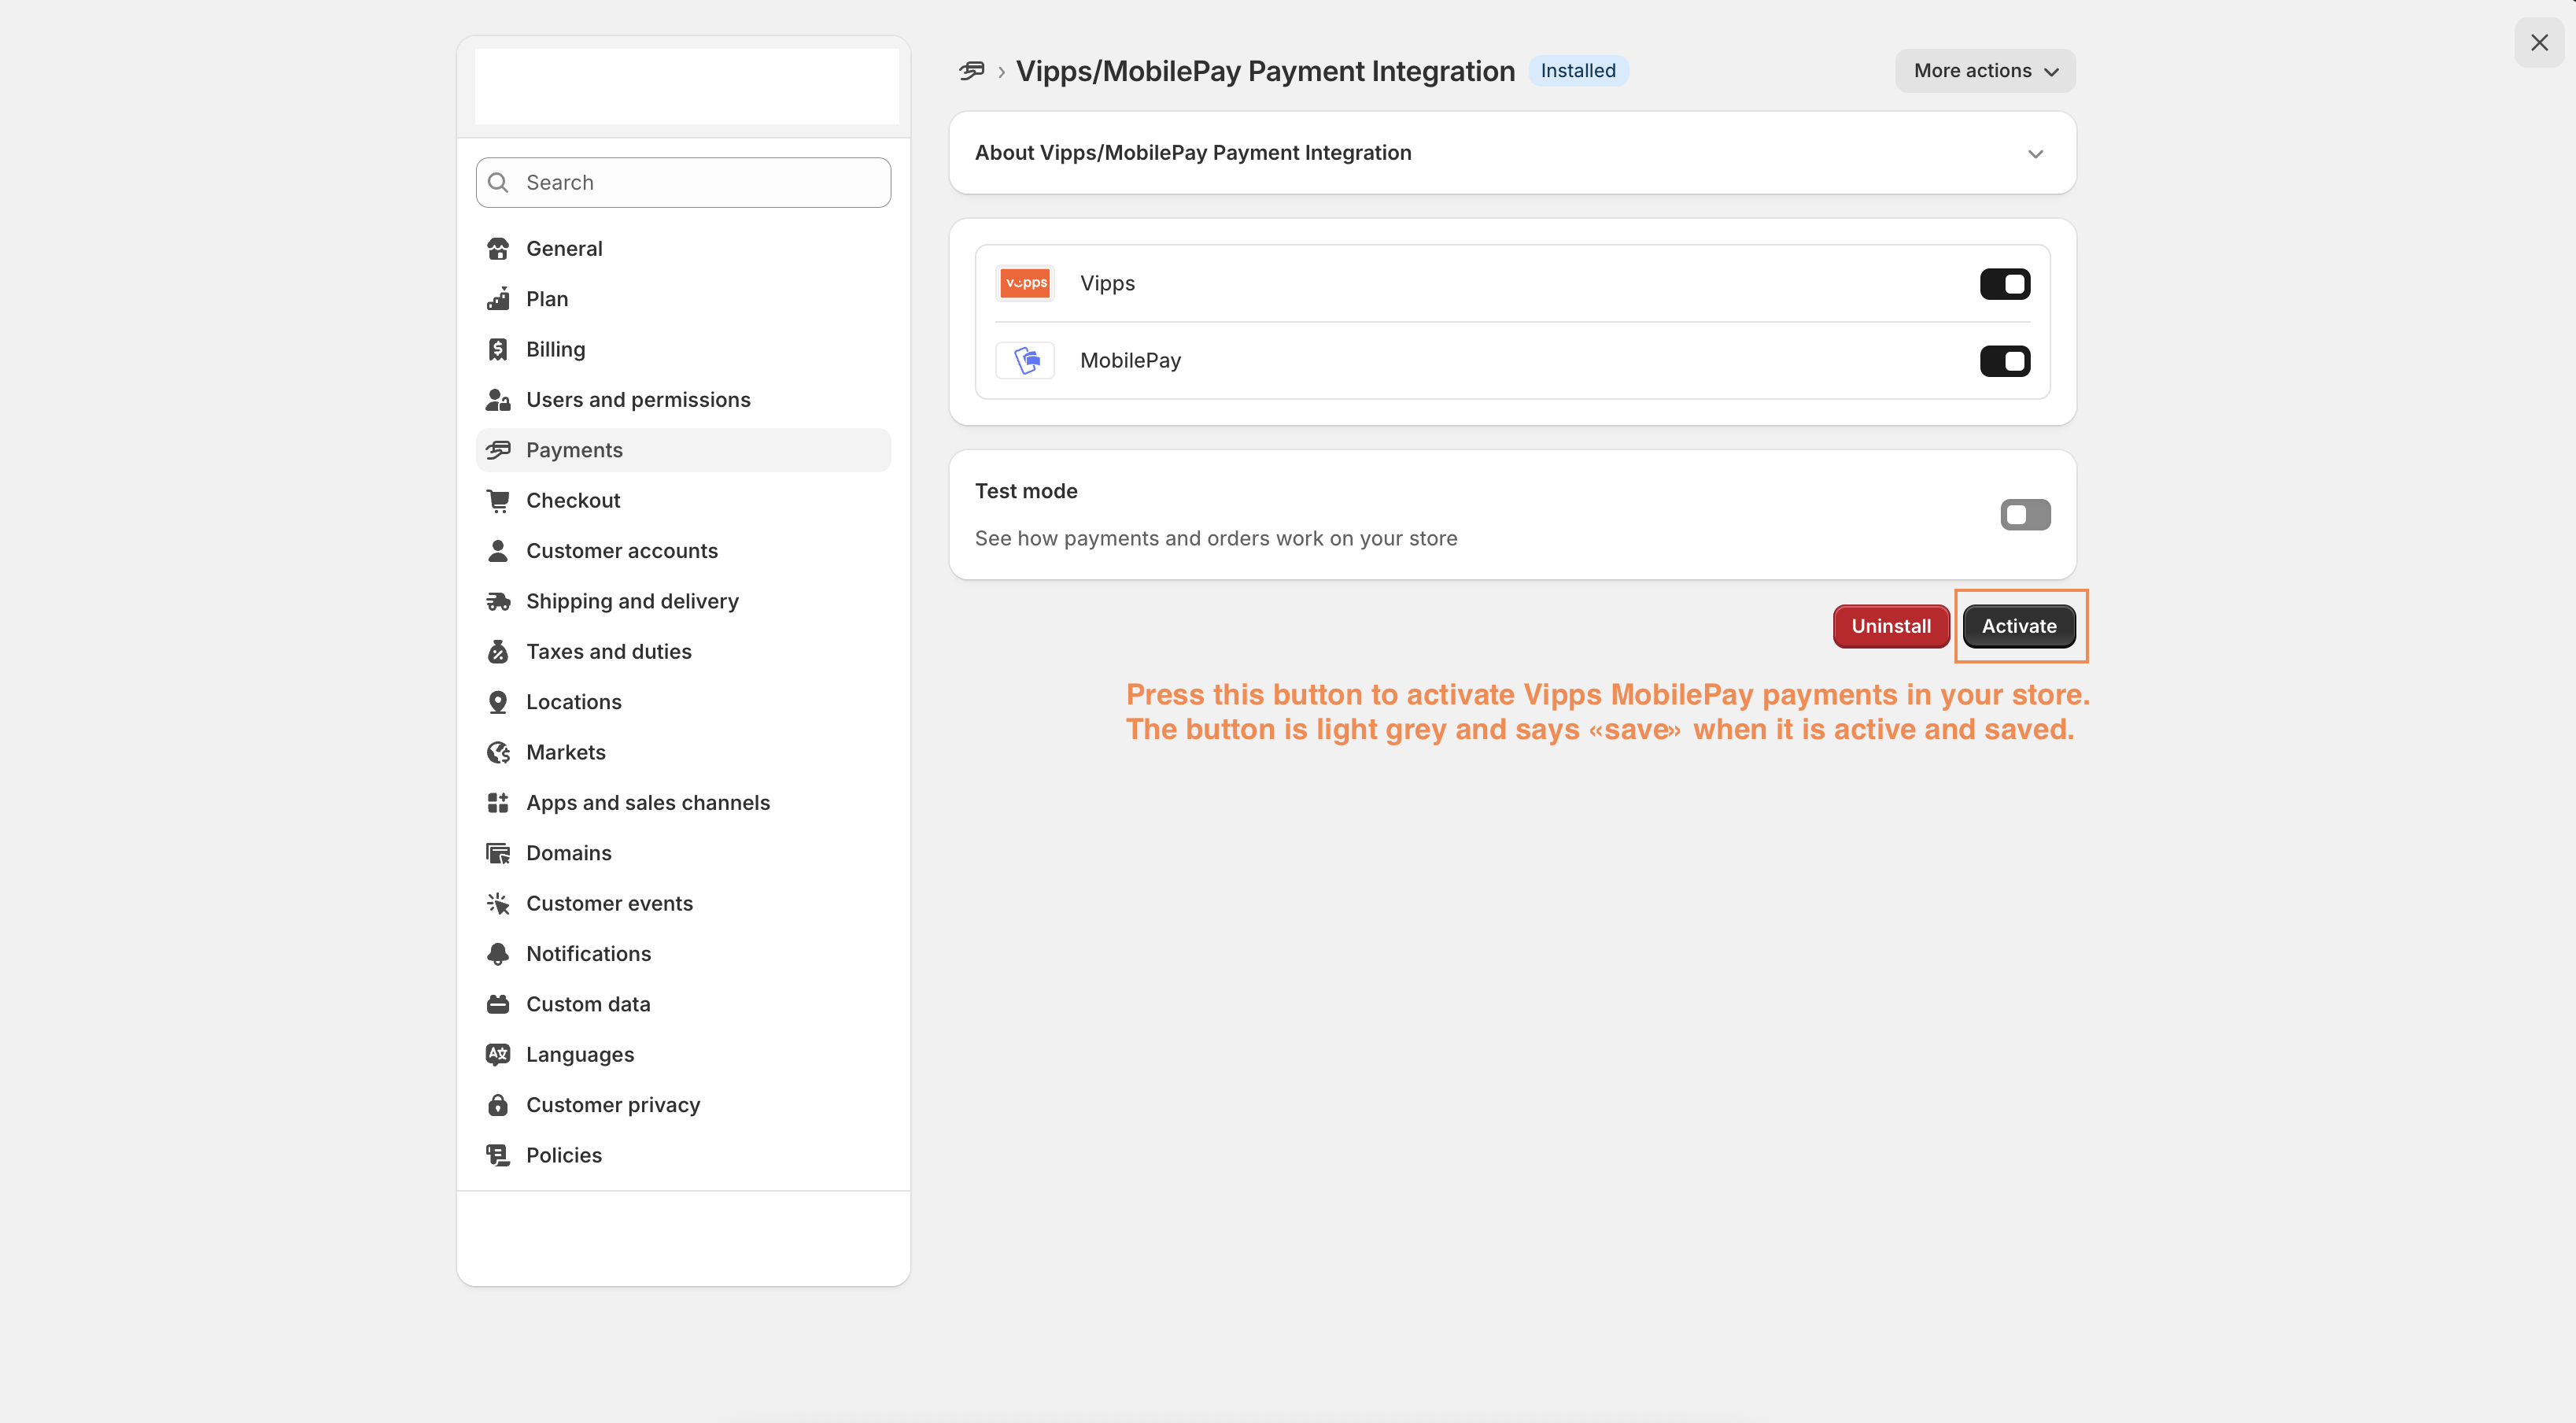 Search
General
Plan
Billing
Users and permissions
Payments
Checkout
Customer accounts
Shipping and delivery
Taxes and duties
Locations
Markets
Apps and sales channels
Domains
Customer events
Notifications
Custom data
Languages
Customer privacy
Policies
Vipps/MobilePay Payment Integration Installed More actions
About Vipps/MobilePay Payment Integration
vipps Vipps
MobilePay
Test mode
See how payments and orders work on your store
Uninstall Activate
Press this button to activate Vipps MobilePay payments in your store.
The button is light grey and says «save» when it is active and saved.